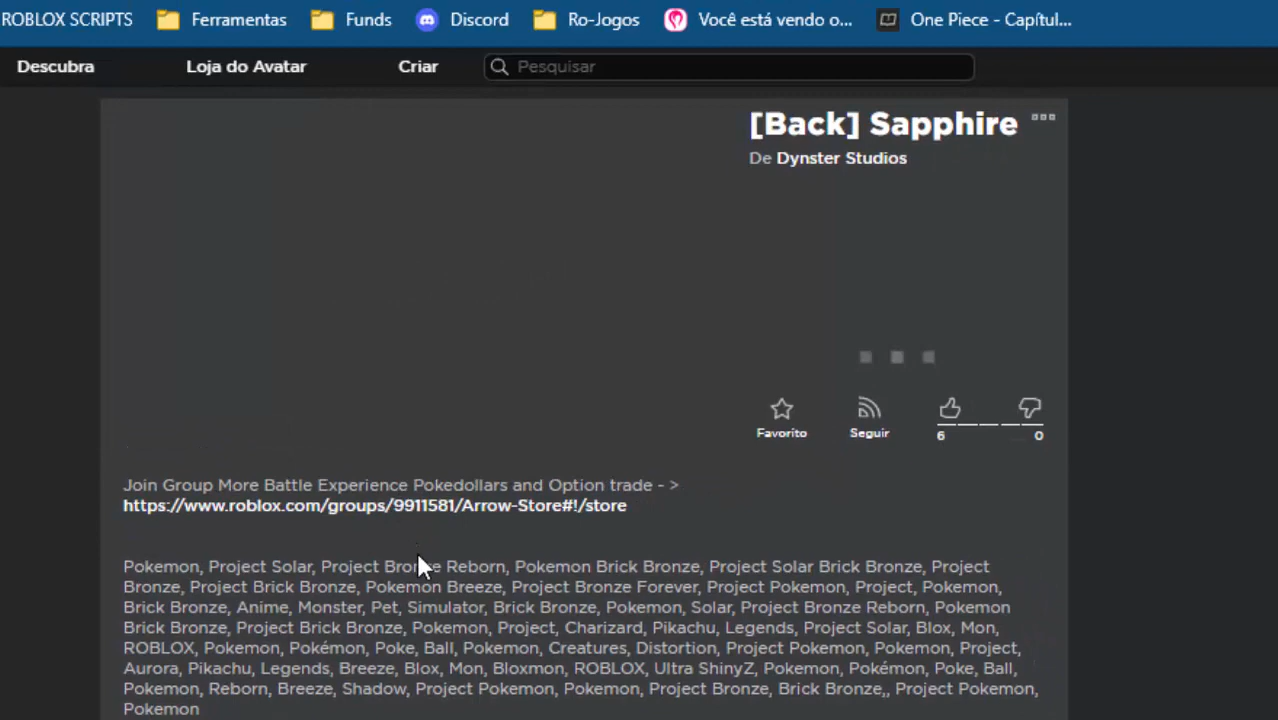 ROBLOX SCRIPTS Ferramentas Funds Discord Ro-Jogos Você está vendo o... One Piece - Capítul...
Descubra Loja do Avatar Criar Pesquisar
[Back] Sapphire
De Dynster Studios
Favorito Seguir 6 0
Join Group More Battle Experience Pokedollars and Option trade - >
https://www.roblox.com/groups/9911581/Arrow-Store#!/store
Pokemon, Project Solar, Project Bronze Reborn, Pokemon Brick Bronze, Project Solar Brick Bronze, Project
Bronze, Project Brick Bronze, Pokemon Breeze, Project Bronze Forever, Project Pokemon, Project, Pokemon,
Brick Bronze, Anime, Monster, Pet, Simulator, Brick Bronze, Pokemon, Solar, Project Bronze Reborn, Pokemon
Brick Bronze, Project Brick Bronze, Pokemon, Project, Charizard, Pikachu, Legends, Project Solar, Blox, Mon,
ROBLOX, Pokemon, Pokémon, Poke, Ball, Pokemon, Creatures, Distortion, Project Pokemon, Pokemon, Project,
Aurora, Pikachu, Legends, Breeze, Blox, Mon, Bloxmon, ROBLOX, Ultra ShinyZ, Pokemon, Pokémon, Poke, Ball,
Pokemon, Reborn, Breeze, Shadow, Project Pokemon, Pokemon, Project Bronze, Brick Bronze,, Project Pokemon,
Pokemon